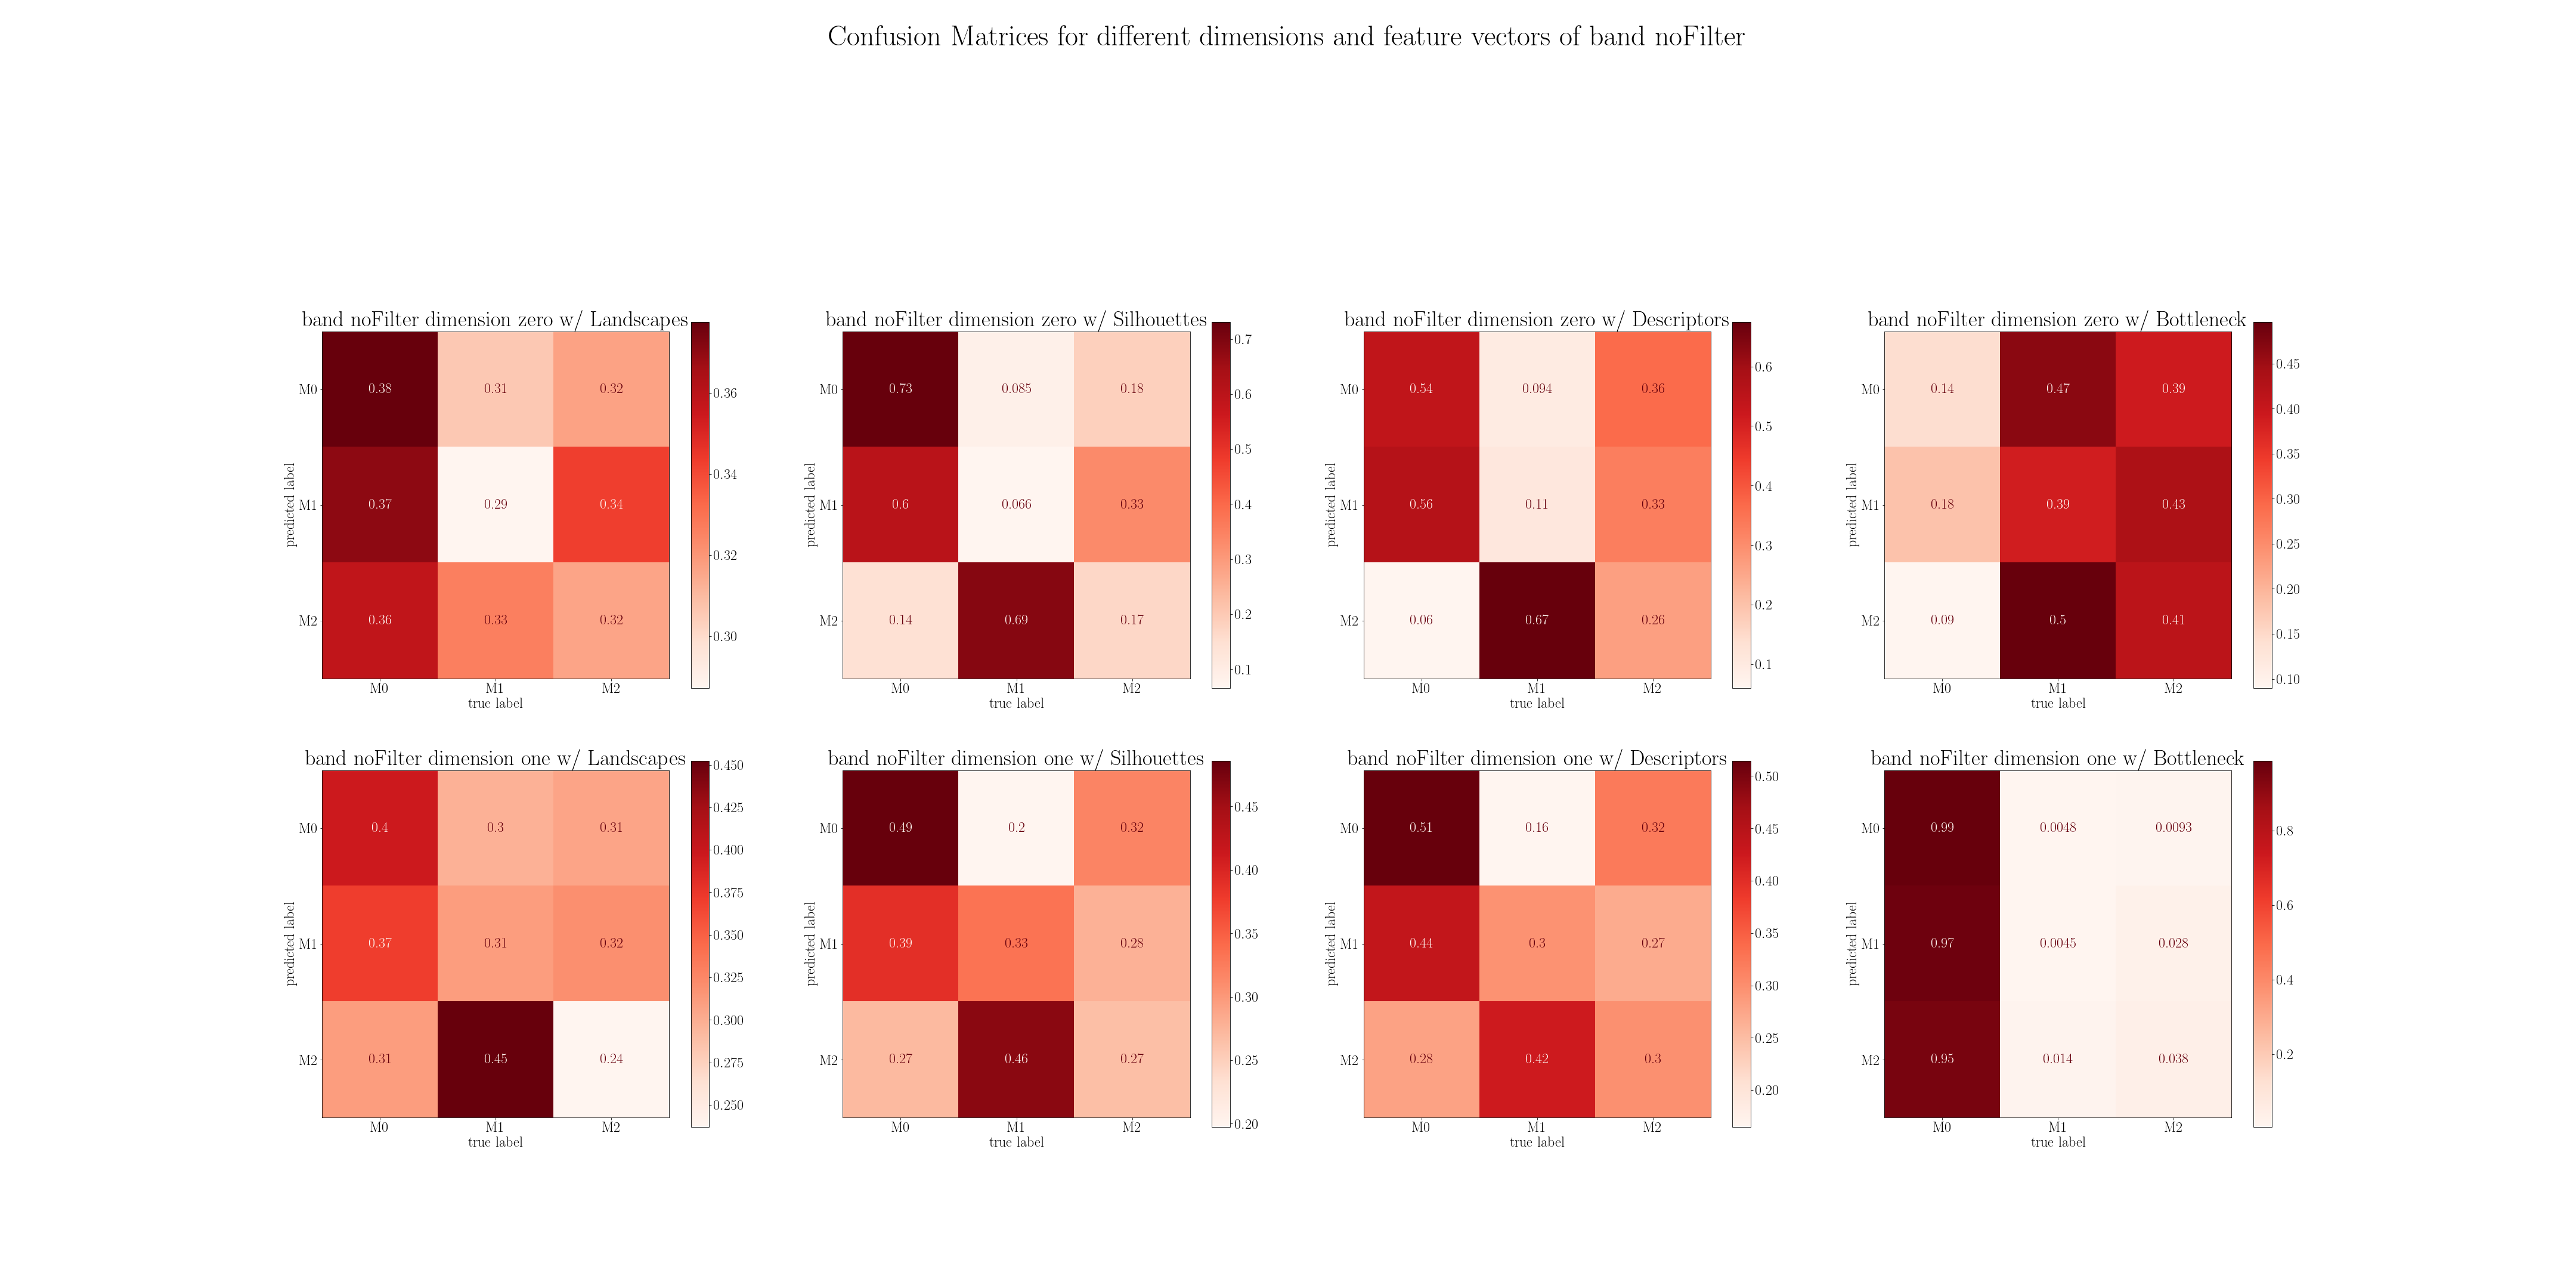 Confusion Matrices for different dimensions and feature vectors of band noFilter
band noFilter dimension zero w/ Landscapes
predicted label
M0 0.38 0.31 0.32
M1 0.37 0.29 0.34
M2 0.36 0.33 0.32
M0 M1 M2
true label
0.36
0.34
0.32
0.30
band noFilter dimension zero w/ Silhouettes
predicted label
M0 0.73 0.085 0.18
M1 0.6 0.066 0.33
M2 0.14 0.69 0.17
M0 M1 M2
true label
0.7
0.6
0.5
0.4
0.3
0.2
0.1
band noFilter dimension zero w/ Descriptors
predicted label
M0 0.54 0.094 0.36
M1 0.56 0.11 0.33
M2 0.06 0.67 0.26
M0 M1 M2
true label
0.6
0.5
0.4
0.3
0.2
0.1
band noFilter dimension zero w/ Bottleneck
predicted label
M0 0.14 0.47 0.39
M1 0.18 0.39 0.43
M2 0.09 0.5 0.41
M0 M1 M2
true label
0.45
0.40
0.35
0.30
0.25
0.20
0.15
0.10
band noFilter dimension one w/ Landscapes
predicted label
M0 0.4 0.3 0.31
M1 0.37 0.31 0.32
M2 0.31 0.45 0.24
M0 M1 M2
true label
0.450
0.425
0.400
0.375
0.350
0.325
0.300
0.275
0.250
band noFilter dimension one w/ Silhouettes
predicted label
M0 0.49 0.2 0.32
M1 0.39 0.33 0.28
M2 0.27 0.46 0.27
M0 M1 M2
true label
0.45
0.40
0.35
0.30
0.25
0.20
band noFilter dimension one w/ Descriptors
predicted label
M0 0.51 0.16 0.32
M1 0.44 0.3 0.27
M2 0.28 0.42 0.3
M0 M1 M2
true label
0.50
0.45
0.40
0.35
0.30
0.25
0.20
band noFilter dimension one w/ Bottleneck
predicted label
M0 0.99 0.0048 0.0093
M1 0.97 0.0045 0.028
M2 0.95 0.014 0.038
M0 M1 M2
true label
0.8
0.6
0.4
0.2